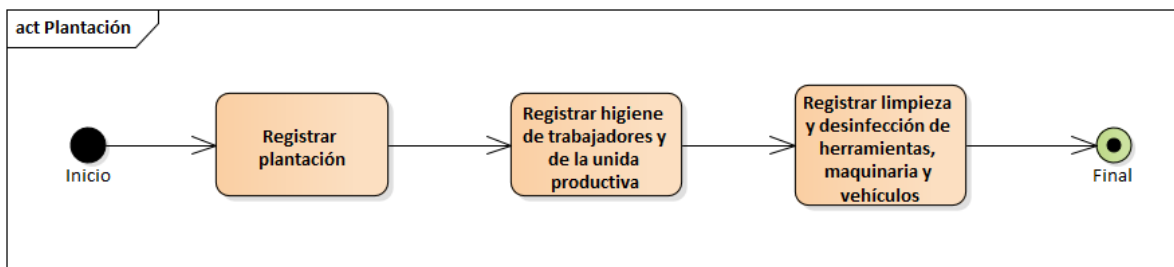 act Plantación
Inicio
Registrar
plantación
Registrar higiene
de trabajadores y
de la unida
productiva
Registrar limpieza
y desinfección de
herramientas,
maquinaria y
vehículos
Final